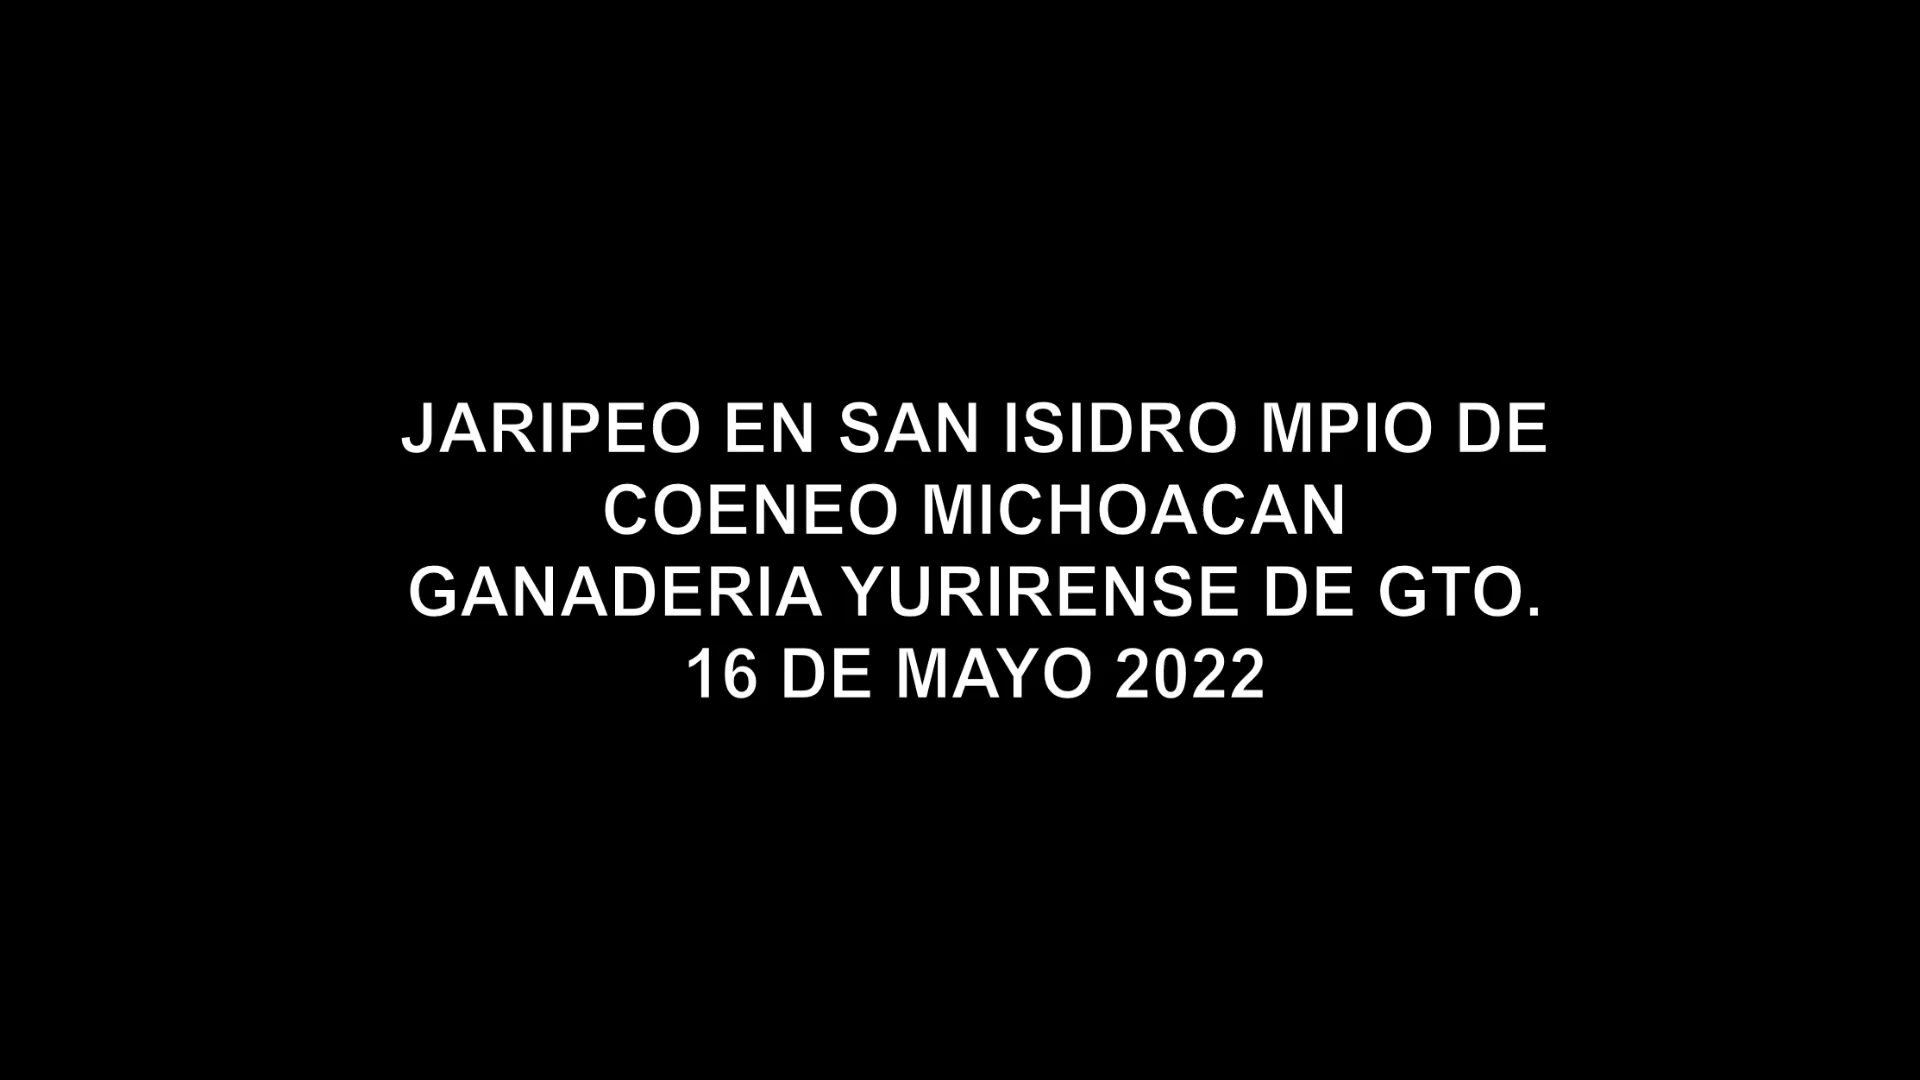 JARIPEO EN SAN ISIDRO MPIO DE
COENEO MICHOACAN
GANADERIA YURIRENSE DE GTO.
16 DE MAYO 2022